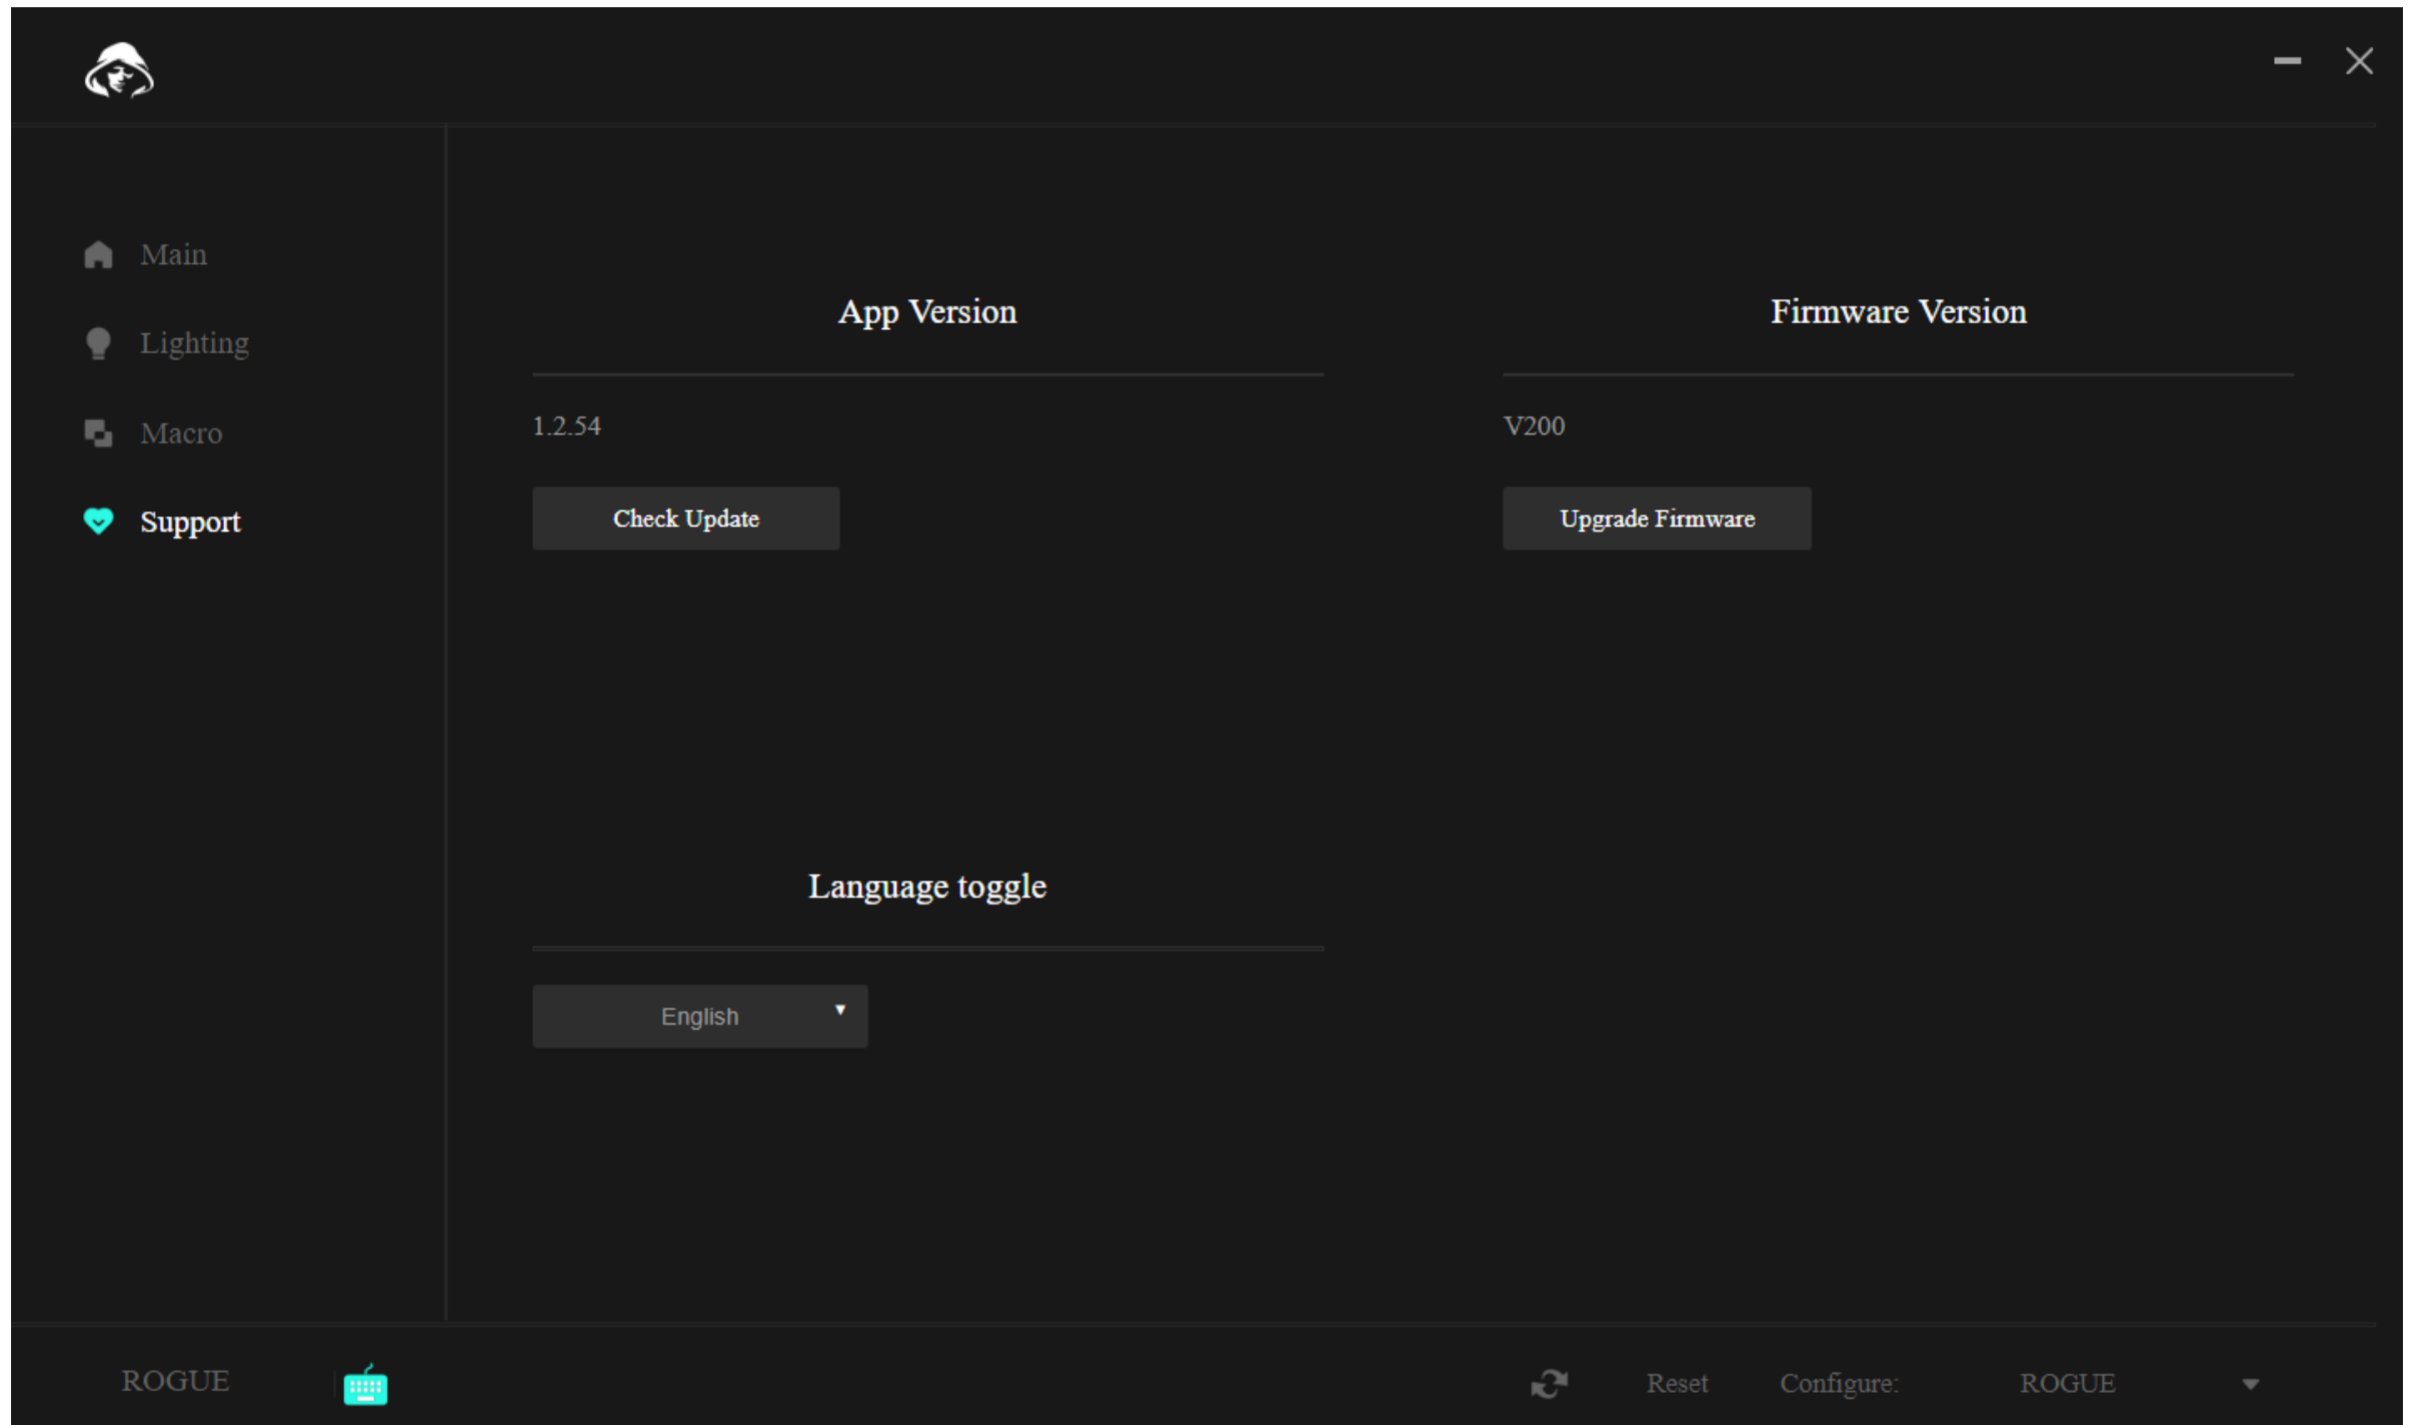 Main
Lighting
Macro
Support
App Version
1.2.54
Check Update
Firmware Version
V200
Upgrade Firmware
Language toggle
English
ROGUE
Reset
Configure:
ROGUE